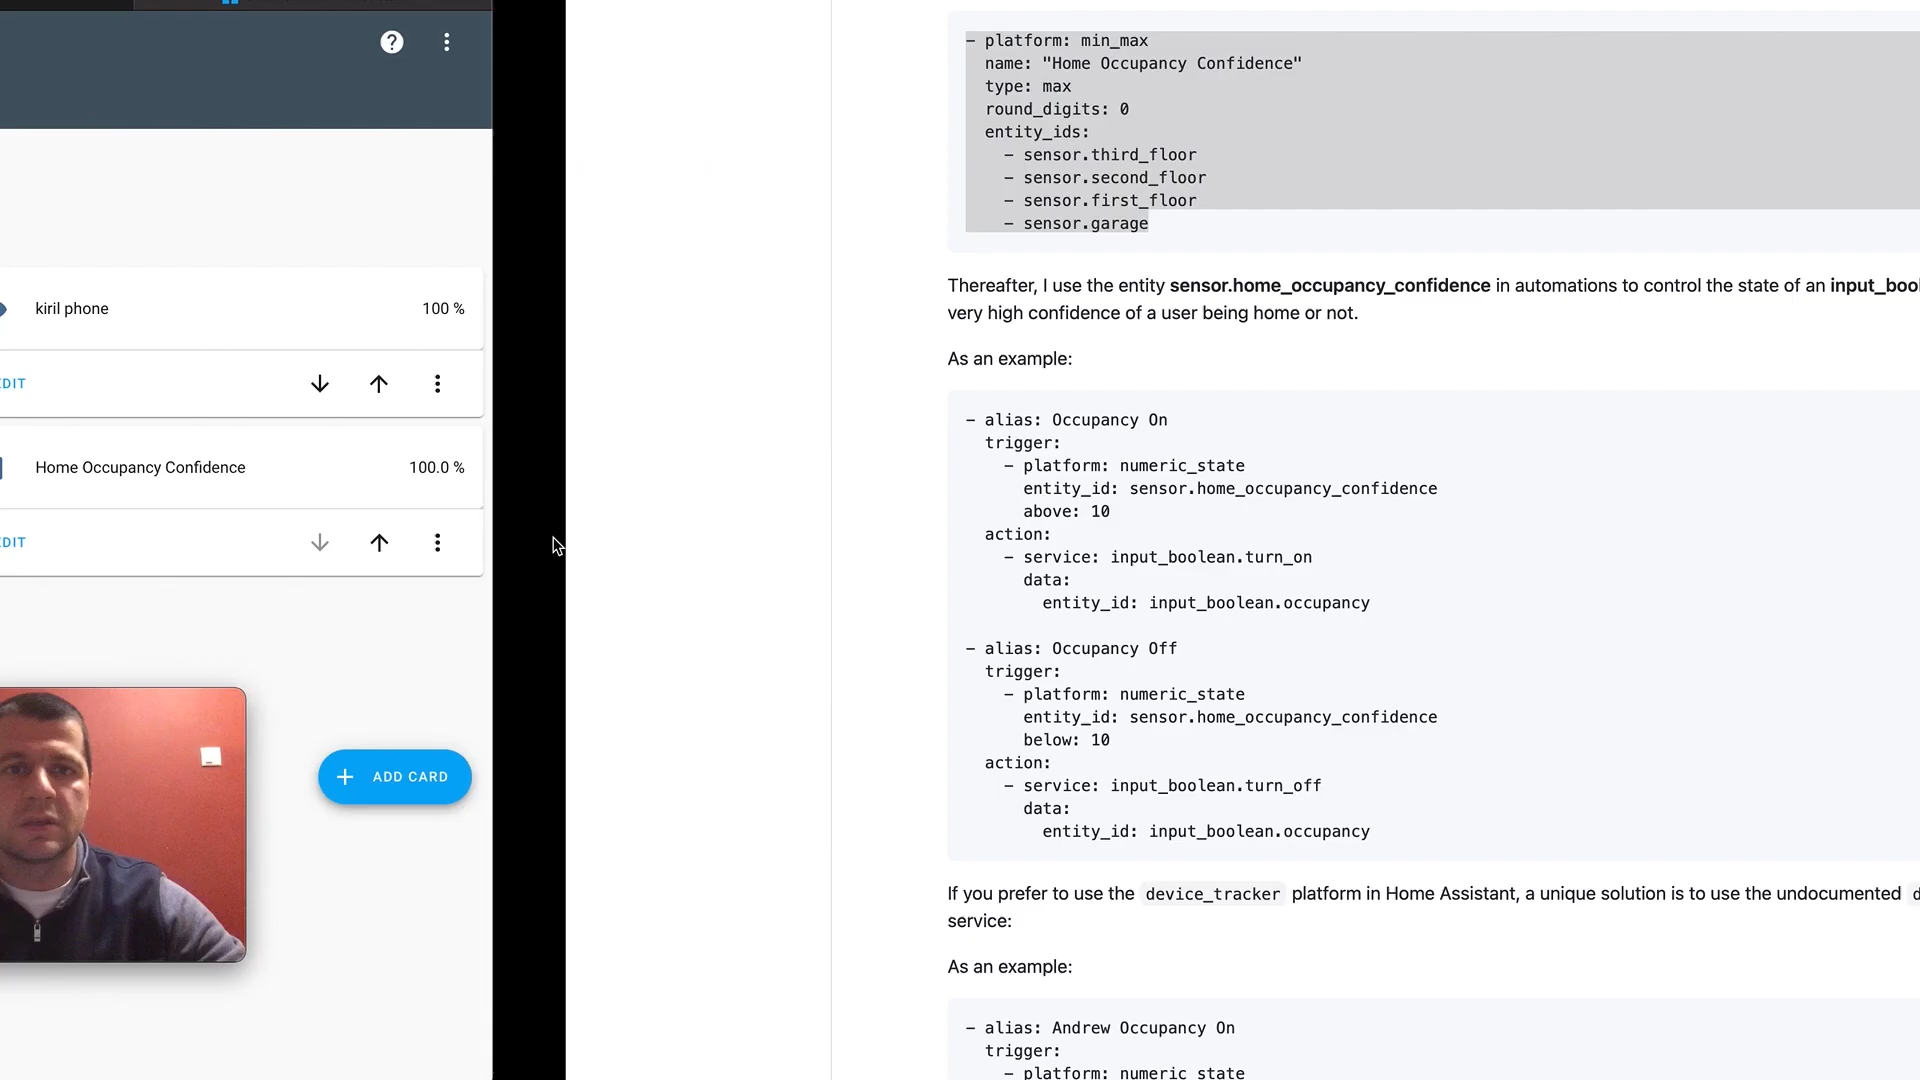 kiril phone 100 %
EDIT
Home Occupancy Confidence 100.0 %
EDIT
+ ADD CARD
- platform: min_max
name: "Home Occupancy Confidence"
type: max
round_digits: 0
entity_ids:
- sensor.third_floor
- sensor.second_floor
- sensor.first_floor
- sensor.garage
Thereafter, I use the entity sensor.home_occupancy_confidence in automations to control the state of an input_bool
very high confidence of a user being home or not.
As an example:
- alias: Occupancy On
trigger:
- platform: numeric_state
entity_id: sensor.home_occupancy_confidence
above: 10
action:
- service: input_boolean.turn_on
data:
entity_id: input_boolean.occupancy
- alias: Occupancy Off
trigger:
- platform: numeric_state
entity_id: sensor.home_occupancy_confidence
below: 10
action:
- service: input_boolean.turn_off
data:
entity_id: input_boolean.occupancy
If you prefer to use the device_tracker platform in Home Assistant, a unique solution is to use the undocumented d
service:
As an example:
- alias: Andrew Occupancy On
trigger:
- platform: numeric_state